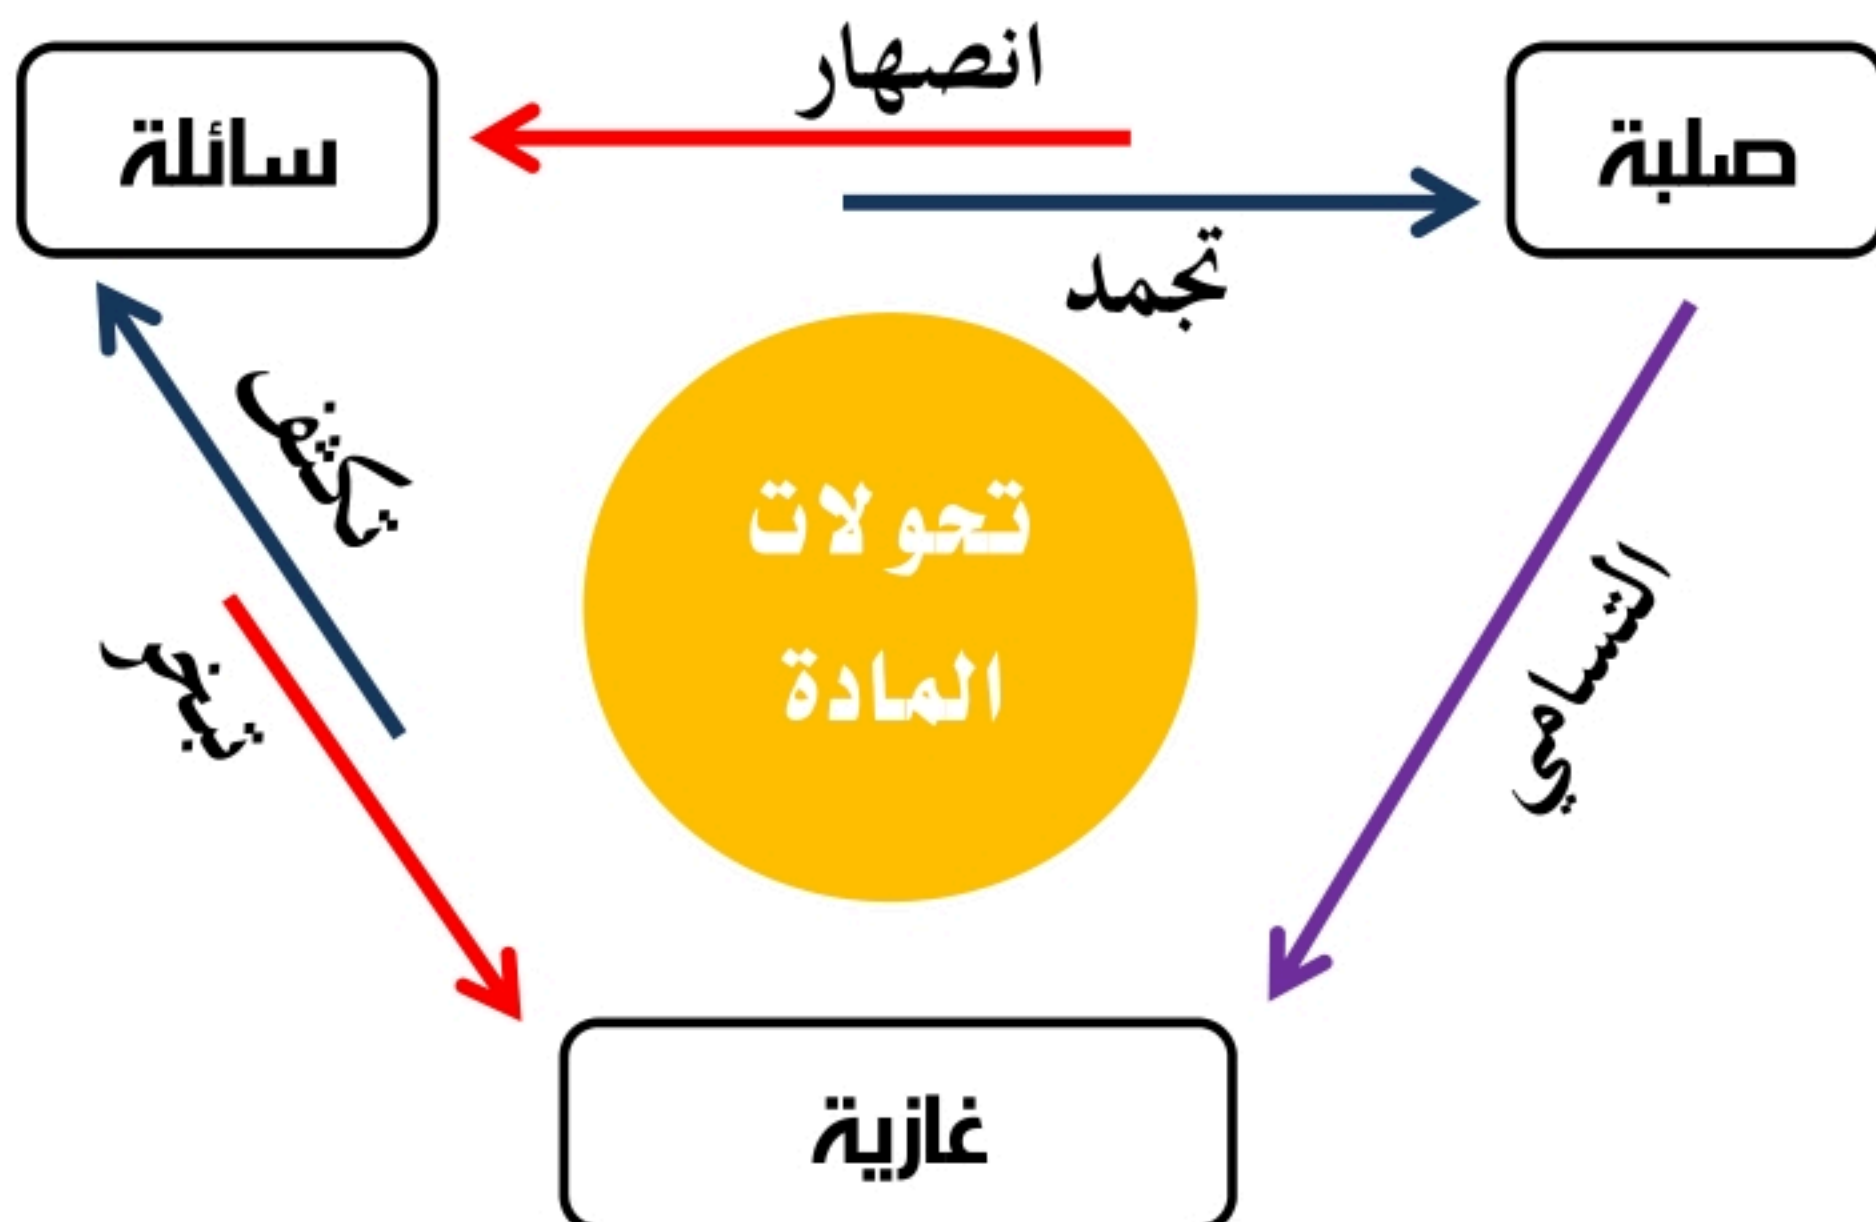 انصهار
صلبة
سائلة
تجمد
تكثف
تحولات
المادة
التسامي
تبخر
غازية